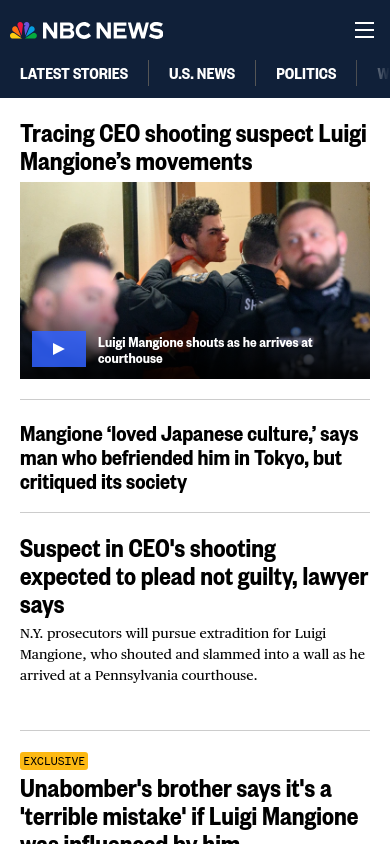 NBC NEWS
LATEST STORIES
U.S. NEWS
POLITICS
Tracing CEO shooting suspect Luigi
Mangione’s movements
Luigi Mangione shouts as he arrives at
courthouse
Mangione ‘loved Japanese culture,’ says
man who befriended him in Tokyo, but
critiqued its society
Suspect in CEO's shooting
expected to plead not guilty, lawyer
says
N.Y. prosecutors will pursue extradition for Luigi
Mangione, who shouted and slammed into a wall as he
arrived at a Pennsylvania courthouse.
EXCLUSIVE
Unabomber's brother says it's a
'terrible mistake' if Luigi Mangione
was influenced by him